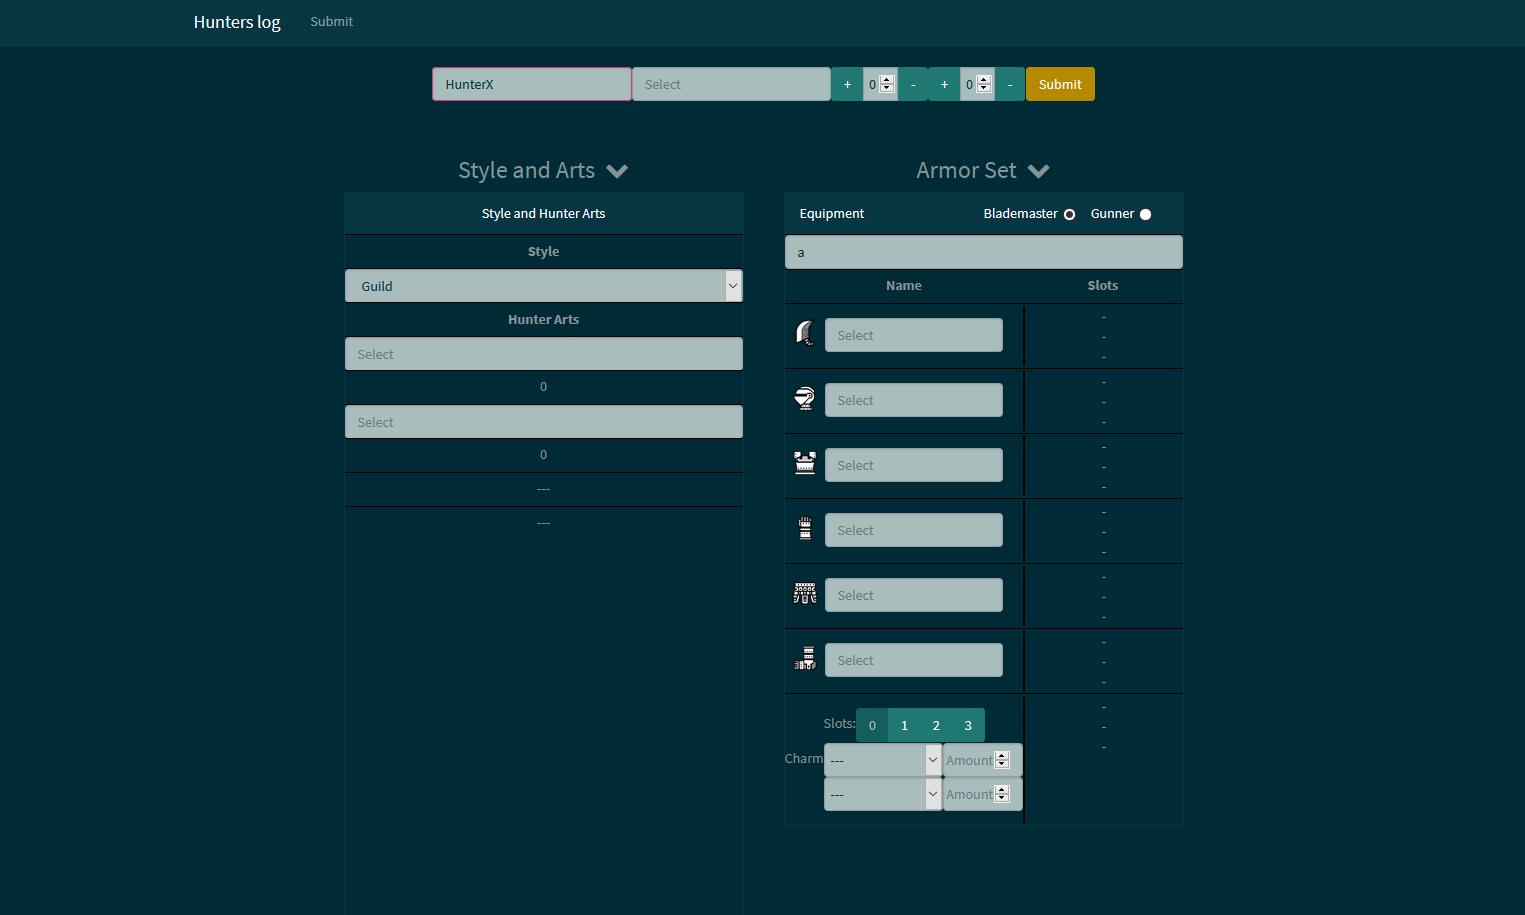 Hunters log Submit
HunterX Select + 0 - + 0 - Submit
Style and Arts
Style and Hunter Arts
Style
Guild
Hunter Arts
Select
0
Select
0
---
---
Armor Set
Equipment Blademaster Gunner
a
Name Slots
Select
-
-
-
Select
-
-
-
Select
-
-
-
Select
-
-
-
Select
-
-
-
Select
-
-
-
Slots: 0 1 2 3
Charm --- Amount
--- Amount
-
-
-